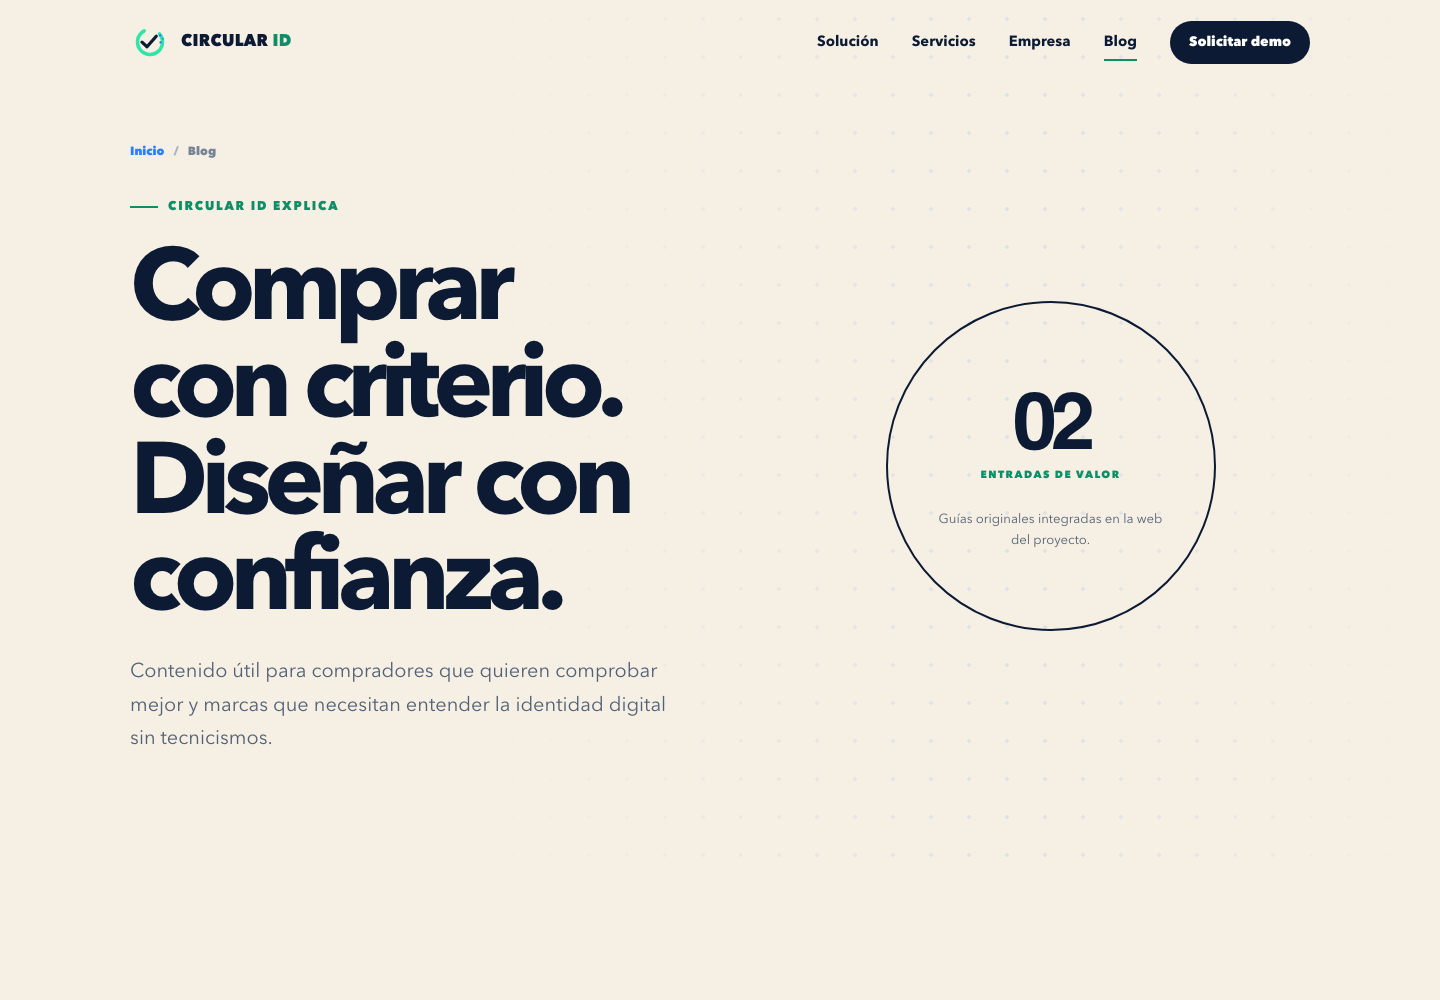 CIRCULAR ID
Solución
Servicios
Empresa
Blog
Solicitar demo
Inicio / Blog
CIRCULAR ID EXPLICA
Comprar
con criterio.
Diseñar con
confianza.
Contenido útil para compradores que quieren comprobar
mejor y marcas que necesitan entender la identidad digital
sin tecnicismos.
02
ENTRADAS DE VALOR
Guías originales integradas en la web
del proyecto.